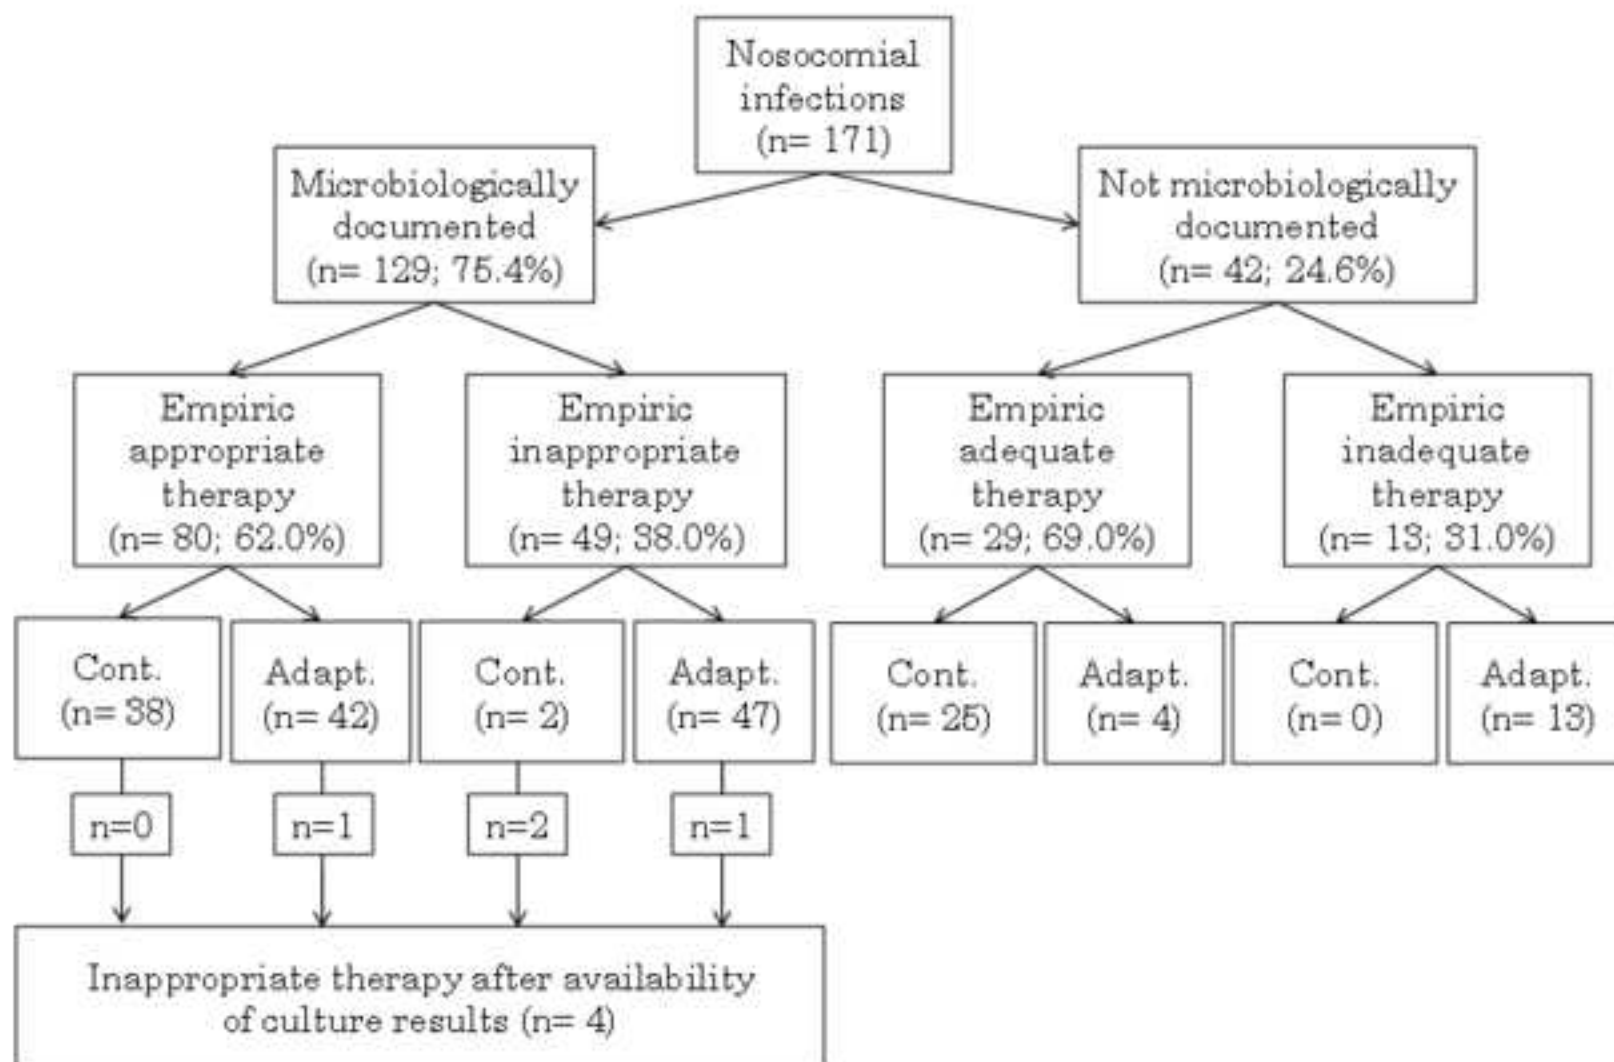 Nosocomial
infections
(n= 171)
Microbiologically
documented
(n= 129; 75.4%)
Not microbiologically
documented
(n= 42; 24.6%)
Empiric
appropriate
therapy
(n= 80; 62.0%)
Empiric
inappropriate
therapy
(n= 49; 38.0%)
Empiric
adequate
therapy
(n= 29; 69.0%)
Empiric
inadequate
therapy
(n= 13; 31.0%)
Cont.
(n= 38)
Adapt.
(n= 42)
Cont.
(n= 2)
Adapt.
(n= 47)
Cont.
(n= 25)
Adapt.
(n= 4)
Cont.
(n= 0)
Adapt.
(n= 13)
n=0
n=1
n=2
n=1
Inappropriate therapy after availability
of culture results (n= 4)